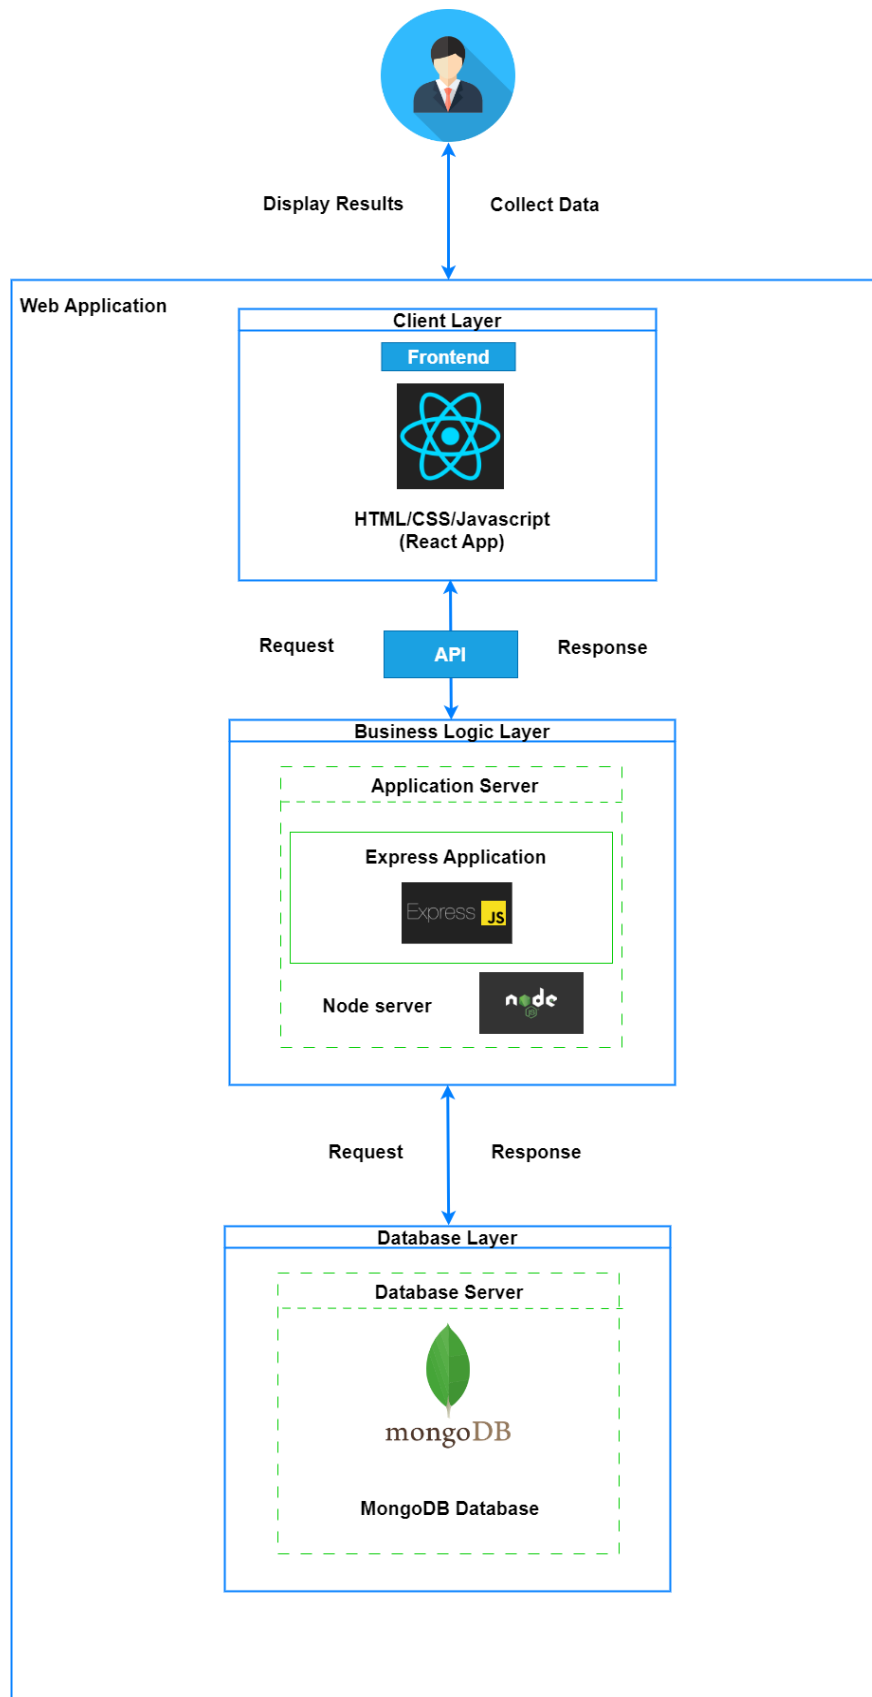 Display Results
Collect Data
Web Application
Client Layer
Frontend
HTML/CSS/Javascript
(React App)
Request
API
Response
Business Logic Layer
Application Server
Express Application
Express JS
Node server
node
JS
Request
Response
Database Layer
Database Server
mongoDB
MongoDB Database